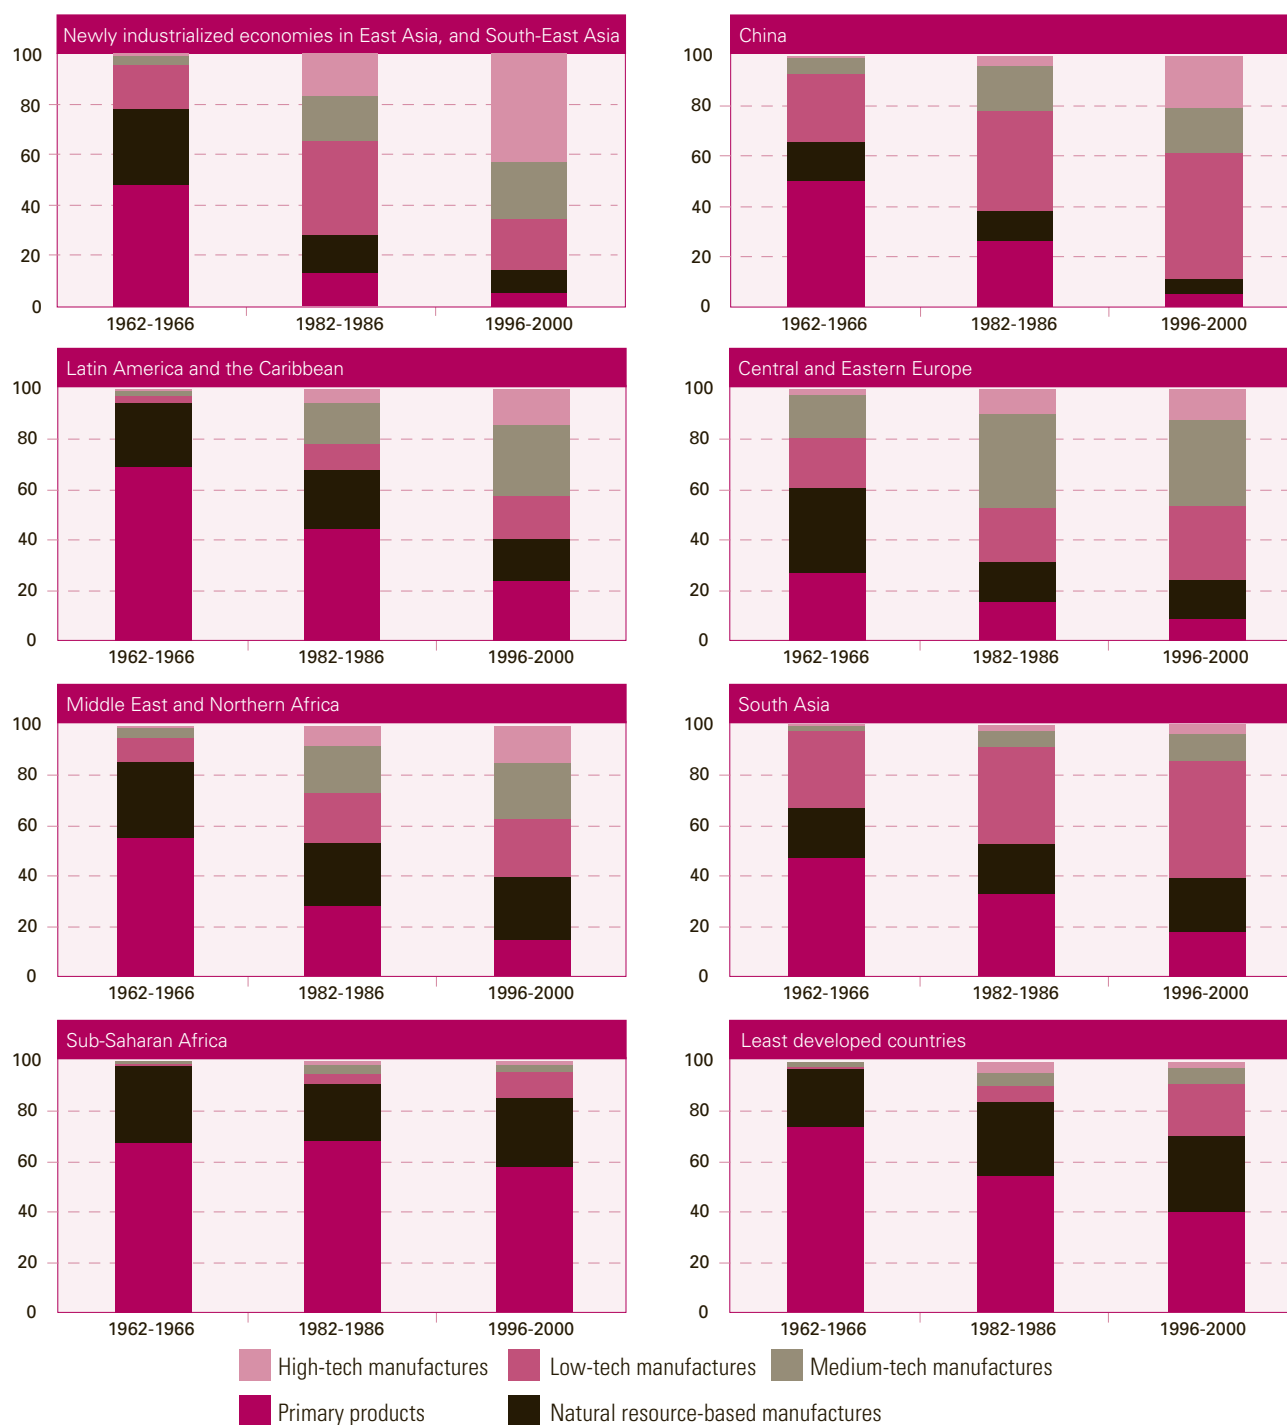 Newly industrialized economies in East Asia, and South-East Asia
100
80
60
40
20
0
1962-1966 1982-1986 1996-2000
China
100
80
60
40
20
0
1962-1966 1982-1986 1996-2000
Latin America and the Caribbean
100
80
60
40
20
0
1962-1966 1982-1986 1996-2000
Central and Eastern Europe
100
80
60
40
20
0
1962-1966 1982-1986 1996-2000
Middle East and Northern Africa
100
80
60
40
20
0
1962-1966 1982-1986 1996-2000
South Asia
100
80
60
40
20
0
1962-1966 1982-1986 1996-2000
Sub-Saharan Africa
100
80
60
40
20
0
1962-1966 1982-1986 1996-2000
Least developed countries
100
80
60
40
20
0
1962-1966 1982-1986 1996-2000
High-tech manufactures Low-tech manufactures Medium-tech manufactures
Primary products Natural resource-based manufactures